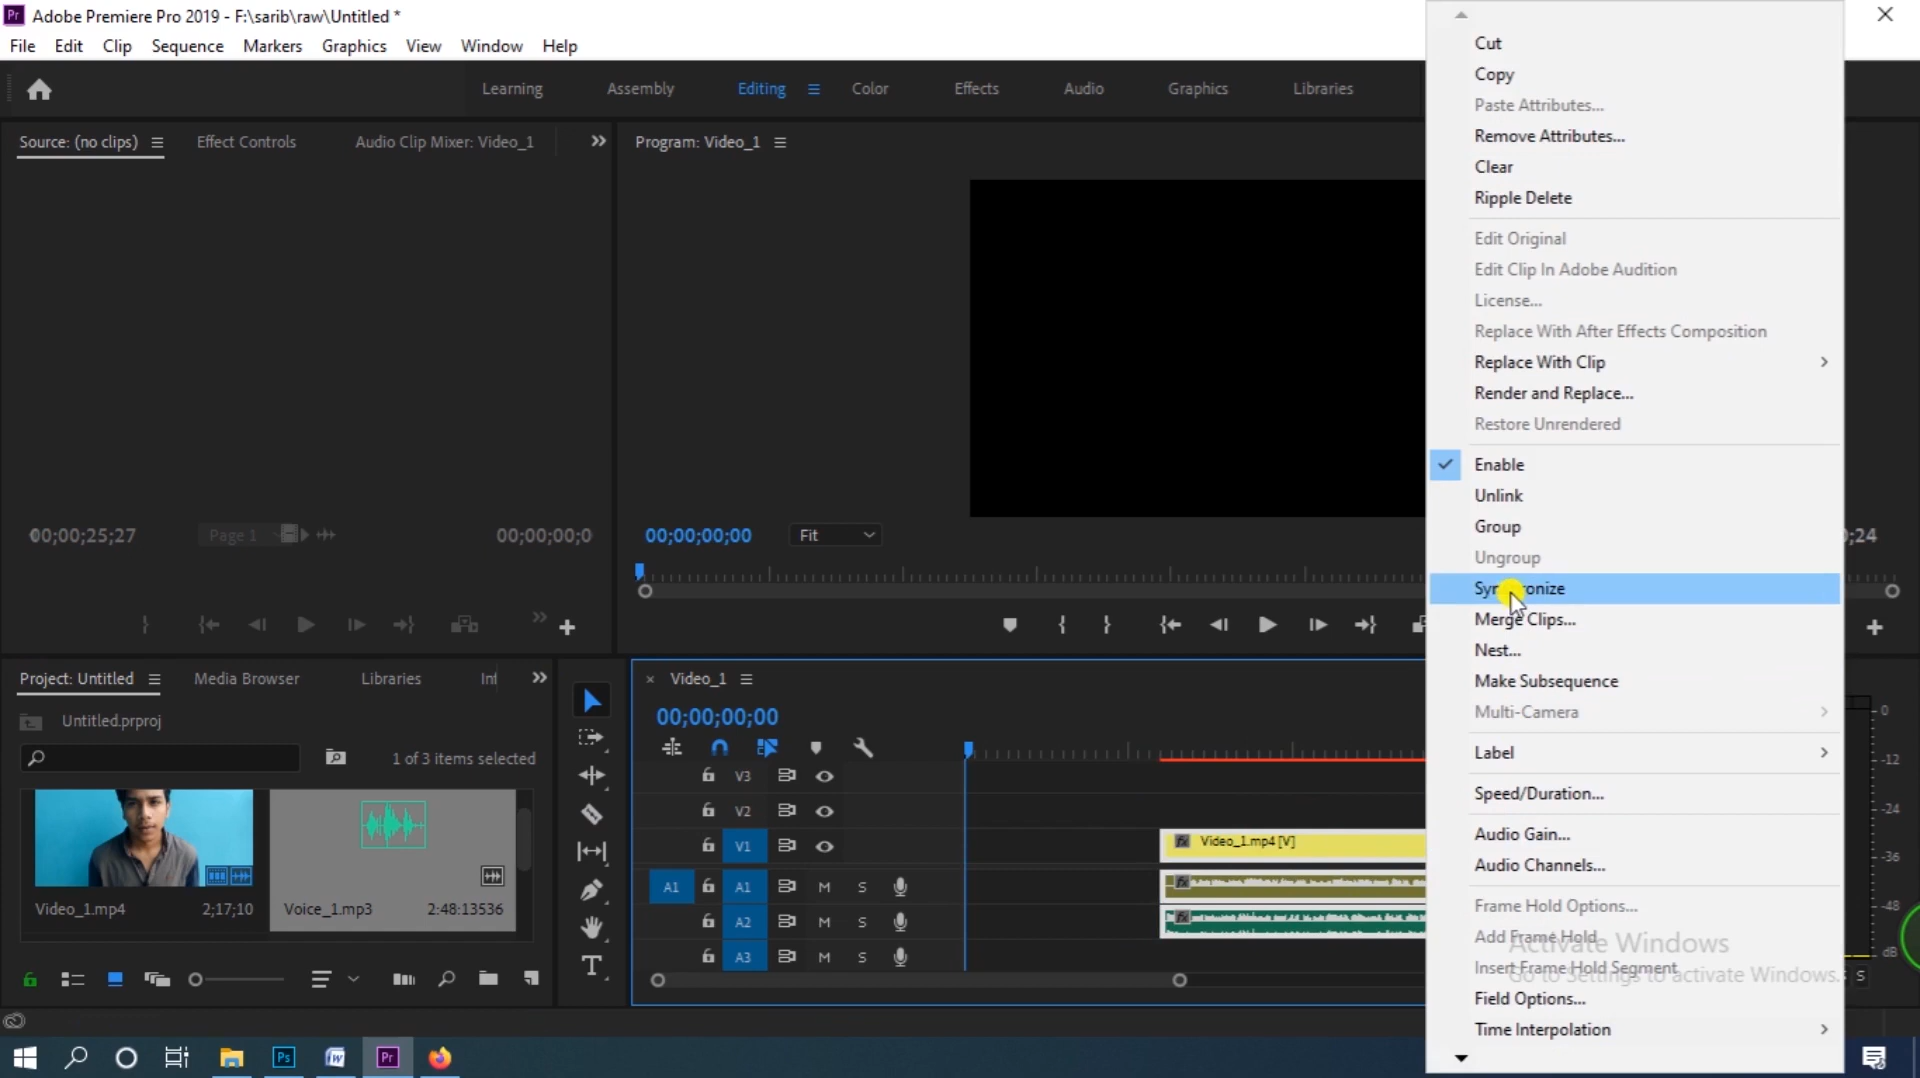 Adobe Premiere Pro 2019 - F:\sarib\raw\Untitled *
File Edit Clip Sequence Markers Graphics View Window Help
Learning Assembly Editing Color Effects Audio Graphics Libraries
Source: (no clips) Effect Controls Audio Clip Mixer: Video_1
Program: Video_1
00;00;25;27 Page 1 00;00;00;0
00;00;00;00 Fit
;24
Project: Untitled Media Browser Libraries
Untitled.prproj
1 of 3 items selected
Video_1.mp4 2;17;10
Voice_1.mp3 2:48:13536
Video_1
00;00;00;00
V3
V2
V1
Video_1.mp4 [V]
A1 A1 M S
A2 M S
A3 M S
Cut
Copy
Paste Attributes...
Remove Attributes...
Clear
Ripple Delete
Edit Original
Edit Clip In Adobe Audition
License...
Replace With After Effects Composition
Replace With Clip
Render and Replace...
Restore Unrendered
Enable
Unlink
Group
Ungroup
Synchronize
Merge Clips...
Nest...
Make Subsequence
Multi-Camera
Label
Speed/Duration...
Audio Gain...
Audio Channels...
Frame Hold Options...
Add Frame Hold
Insert Frame Hold Segment
Field Options...
Time Interpolation
Activate Windows
Go to Settings to activate Windows.
0
-12
-24
-36
-48
dB
S
Ps
Pr